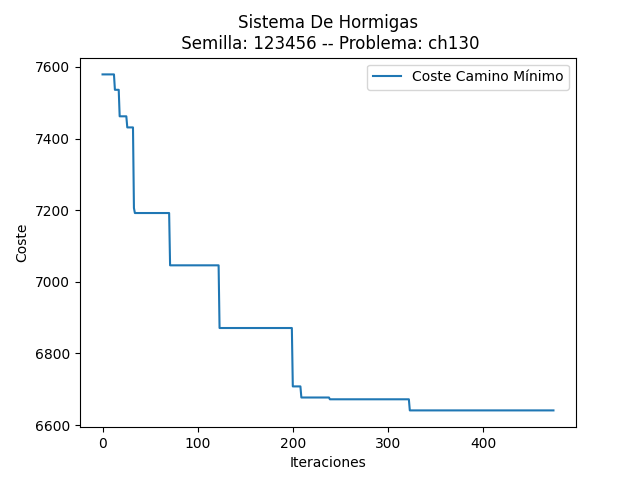 Sistema De Hormigas
Semilla: 123456 -- Problema: ch130
Coste Camino Mínimo
7600
7400
7200
7000
6800
6600
Coste
0 100 200 300 400
Iteraciones